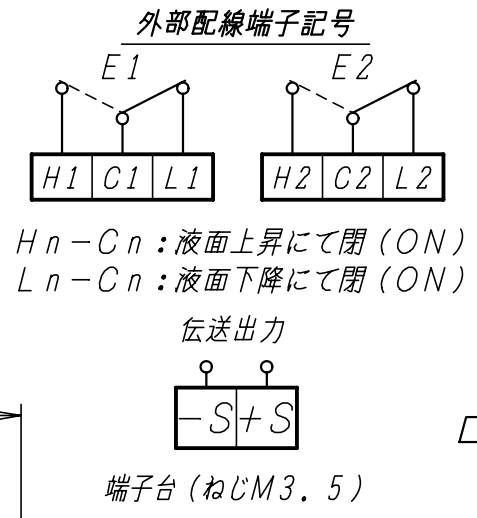 外部配線端子記号
E1 E2
H1 C1 L1 H2 C2 L2
Hn－Cn：液面上昇にて閉（ON）
Ln－Cn：液面下降にて閉（ON）
伝送出力
－S ＋S
端子台（ねじM3．5）